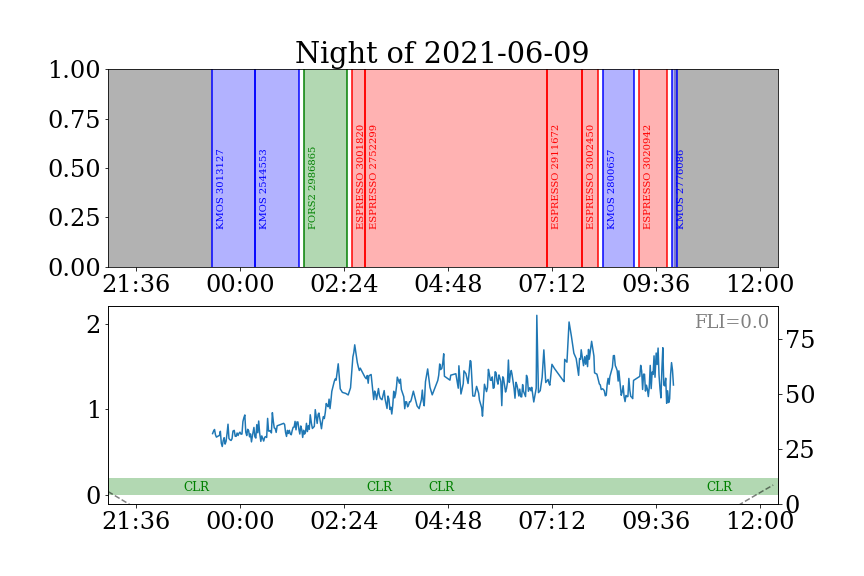 Night of 2021-06-09
1.00
0.75
0.50
0.25
0.00
KMOS 3013127
KMOS 2544553
FORS2 2986865
ESPRESSO 3001820
ESPRESSO 2752299
ESPRESSO 2911672
ESPRESSO 3002450
KMOS 2800657
ESPRESSO 3020942
KMOS 2776086
21:36 00:00 02:24 04:48 07:12 09:36 12:00
FLI=0.0
2
1
0
75
50
25
0
CLR CLR CLR CLR
21:36 00:00 02:24 04:48 07:12 09:36 12:00